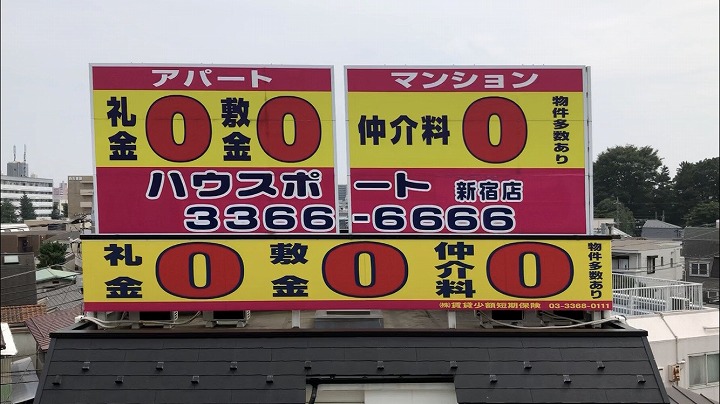 アパート
礼金0 敷金0
マンション
仲介料0 物件多数あり
ハウスポート 新宿店
3366-6666
礼金0 敷金0 仲介料0 物件多数あり
㈱賃貸少額短期保険 03-3368-0111